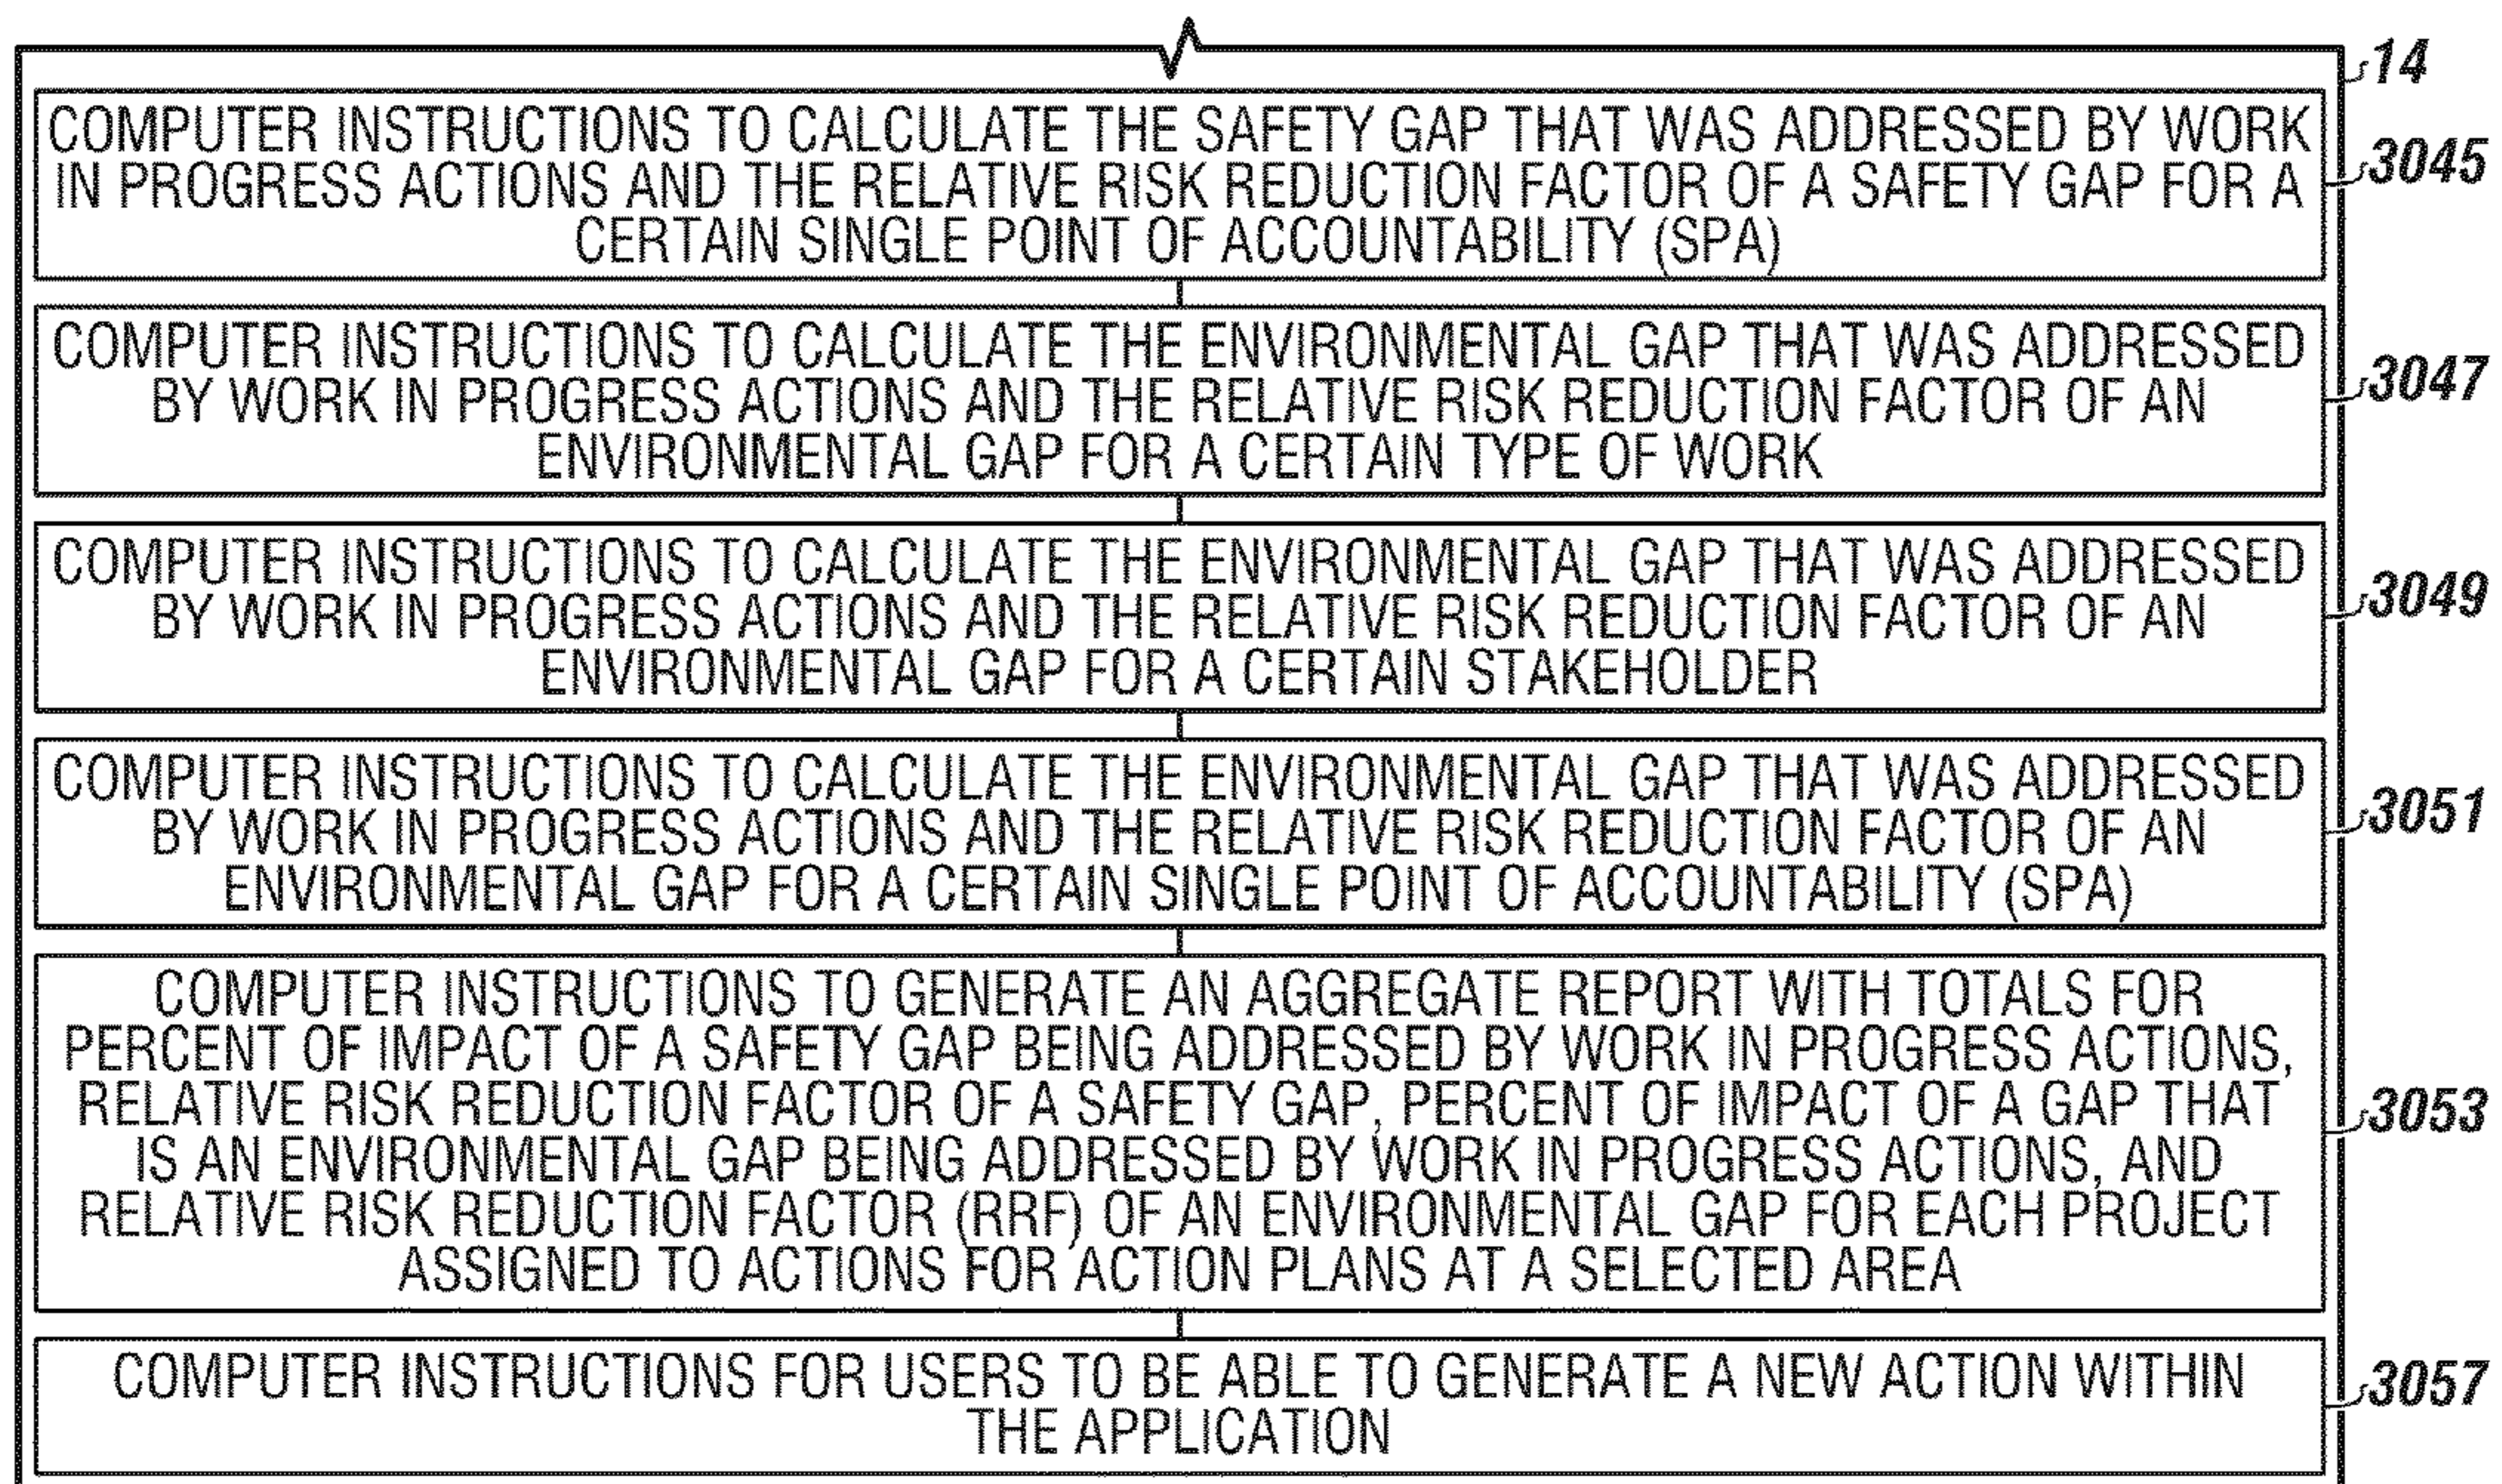 14
COMPUTER INSTRUCTIONS TO CALCULATE THE SAFETY GAP THAT WAS ADDRESSED BY WORK
IN PROGRESS ACTIONS AND THE RELATIVE RISK REDUCTION FACTOR OF A SAFETY GAP FOR A
CERTAIN SINGLE POINT OF ACCOUNTABILITY (SPA)
3045
COMPUTER INSTRUCTIONS TO CALCULATE THE ENVIRONMENTAL GAP THAT WAS ADDRESSED
BY WORK IN PROGRESS ACTIONS AND THE RELATIVE RISK REDUCTION FACTOR OF AN
ENVIRONMENTAL GAP FOR A CERTAIN TYPE OF WORK
3047
COMPUTER INSTRUCTIONS TO CALCULATE THE ENVIRONMENTAL GAP THAT WAS ADDRESSED
BY WORK IN PROGRESS ACTIONS AND THE RELATIVE RISK REDUCTION FACTOR OF AN
ENVIRONMENTAL GAP FOR A CERTAIN STAKEHOLDER
3049
COMPUTER INSTRUCTIONS TO CALCULATE THE ENVIRONMENTAL GAP THAT WAS ADDRESSED
BY WORK IN PROGRESS ACTIONS AND THE RELATIVE RISK REDUCTION FACTOR OF AN
ENVIRONMENTAL GAP FOR A CERTAIN SINGLE POINT OF ACCOUNTABILITY (SPA)
3051
COMPUTER INSTRUCTIONS TO GENERATE AN AGGREGATE REPORT WITH TOTALS FOR
PERCENT OF IMPACT OF A SAFETY GAP BEING ADDRESSED BY WORK IN PROGRESS ACTIONS,
RELATIVE RISK REDUCTION FACTOR OF A SAFETY GAP, PERCENT OF IMPACT OF A GAP THAT
IS AN ENVIRONMENTAL GAP BEING ADDRESSED BY WORK IN PROGRESS ACTIONS, AND
RELATIVE RISK REDUCTION FACTOR (RRF) OF AN ENVIRONMENTAL GAP FOR EACH PROJECT
ASSIGNED TO ACTIONS FOR ACTION PLANS AT A SELECTED AREA
3053
COMPUTER INSTRUCTIONS FOR USERS TO BE ABLE TO GENERATE A NEW ACTION WITHIN
THE APPLICATION
3057